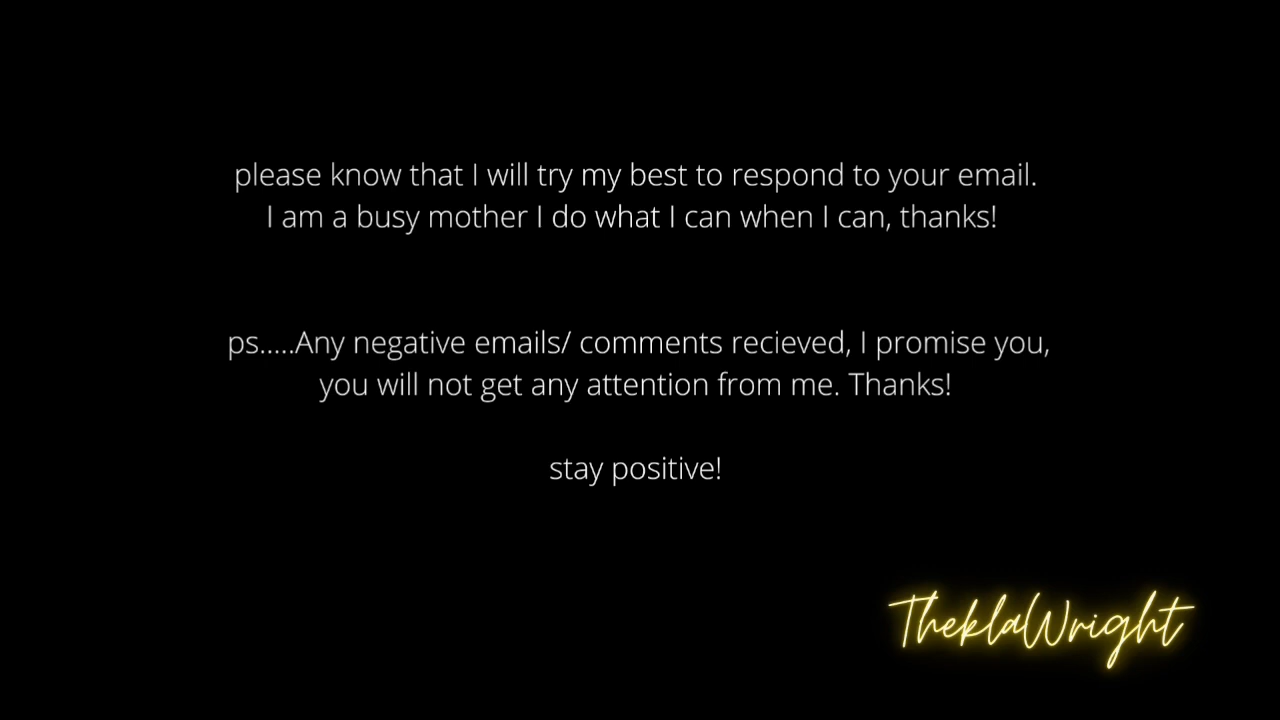 please know that I will try my best to respond to your email.
I am a busy mother I do what I can when I can, thanks!
ps.....Any negative emails/ comments recieved, I promise you,
you will not get any attention from me. Thanks!
stay positive!
TheklaWright